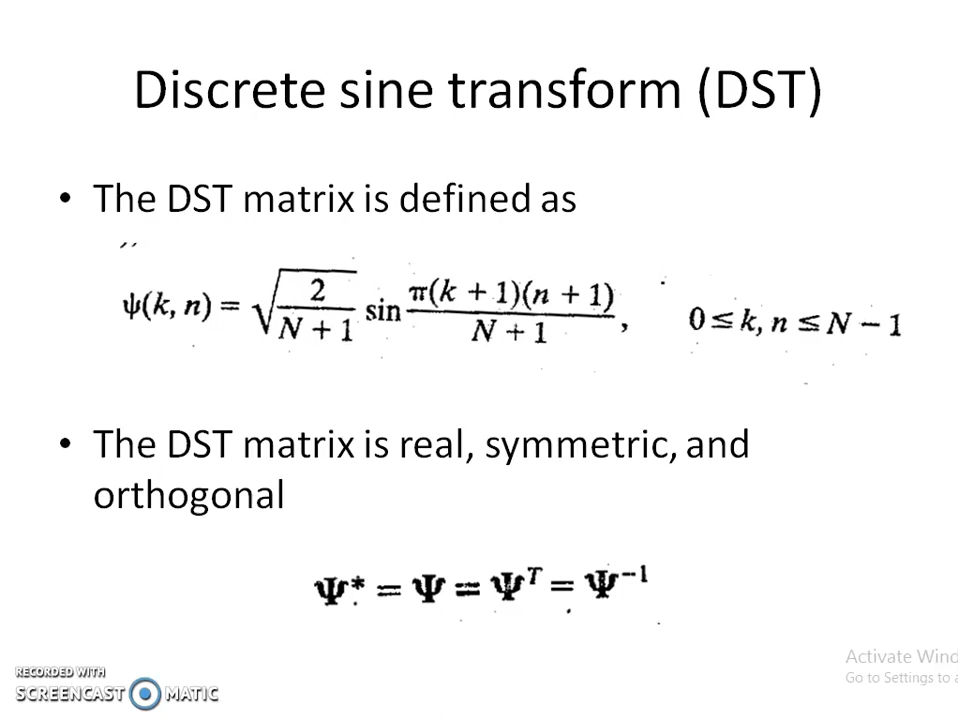 Discrete sine transform (DST)
• The DST matrix is defined as
ψ(k, n) = √(2/(N + 1)) sin (π(k + 1)(n + 1))/(N + 1), 0 ≤ k, n ≤ N − 1
• The DST matrix is real, symmetric, and
orthogonal
Ψ* = Ψ = Ψ^T = Ψ^−1
RECORDED WITH
SCREENCAST MATIC
Activate Wind
Go to Settings to a